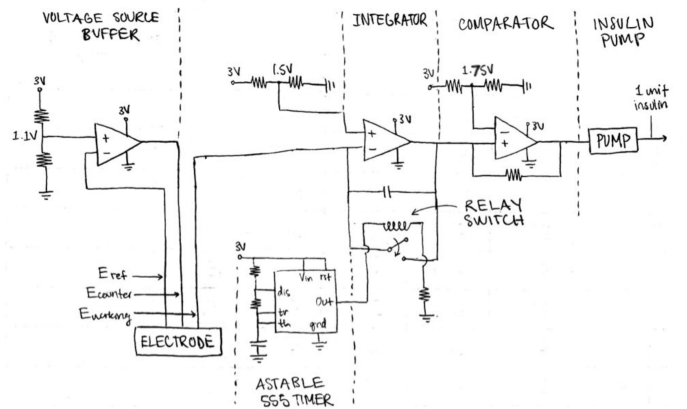 VOLTAGE SOURCE
BUFFER
INTEGRATOR
COMPARATOR
INSULIN
PUMP
3V
1.1V
3V
3V
1.5V
3V
3V
1.75V
3V
1 unit
insulin
PUMP
RELAY
SWITCH
3V
Vin rst
dis
Out
tr
th
gnd
Eref
Ecounter
Eworking
ELECTRODE
ASTABLE
555 TIMER